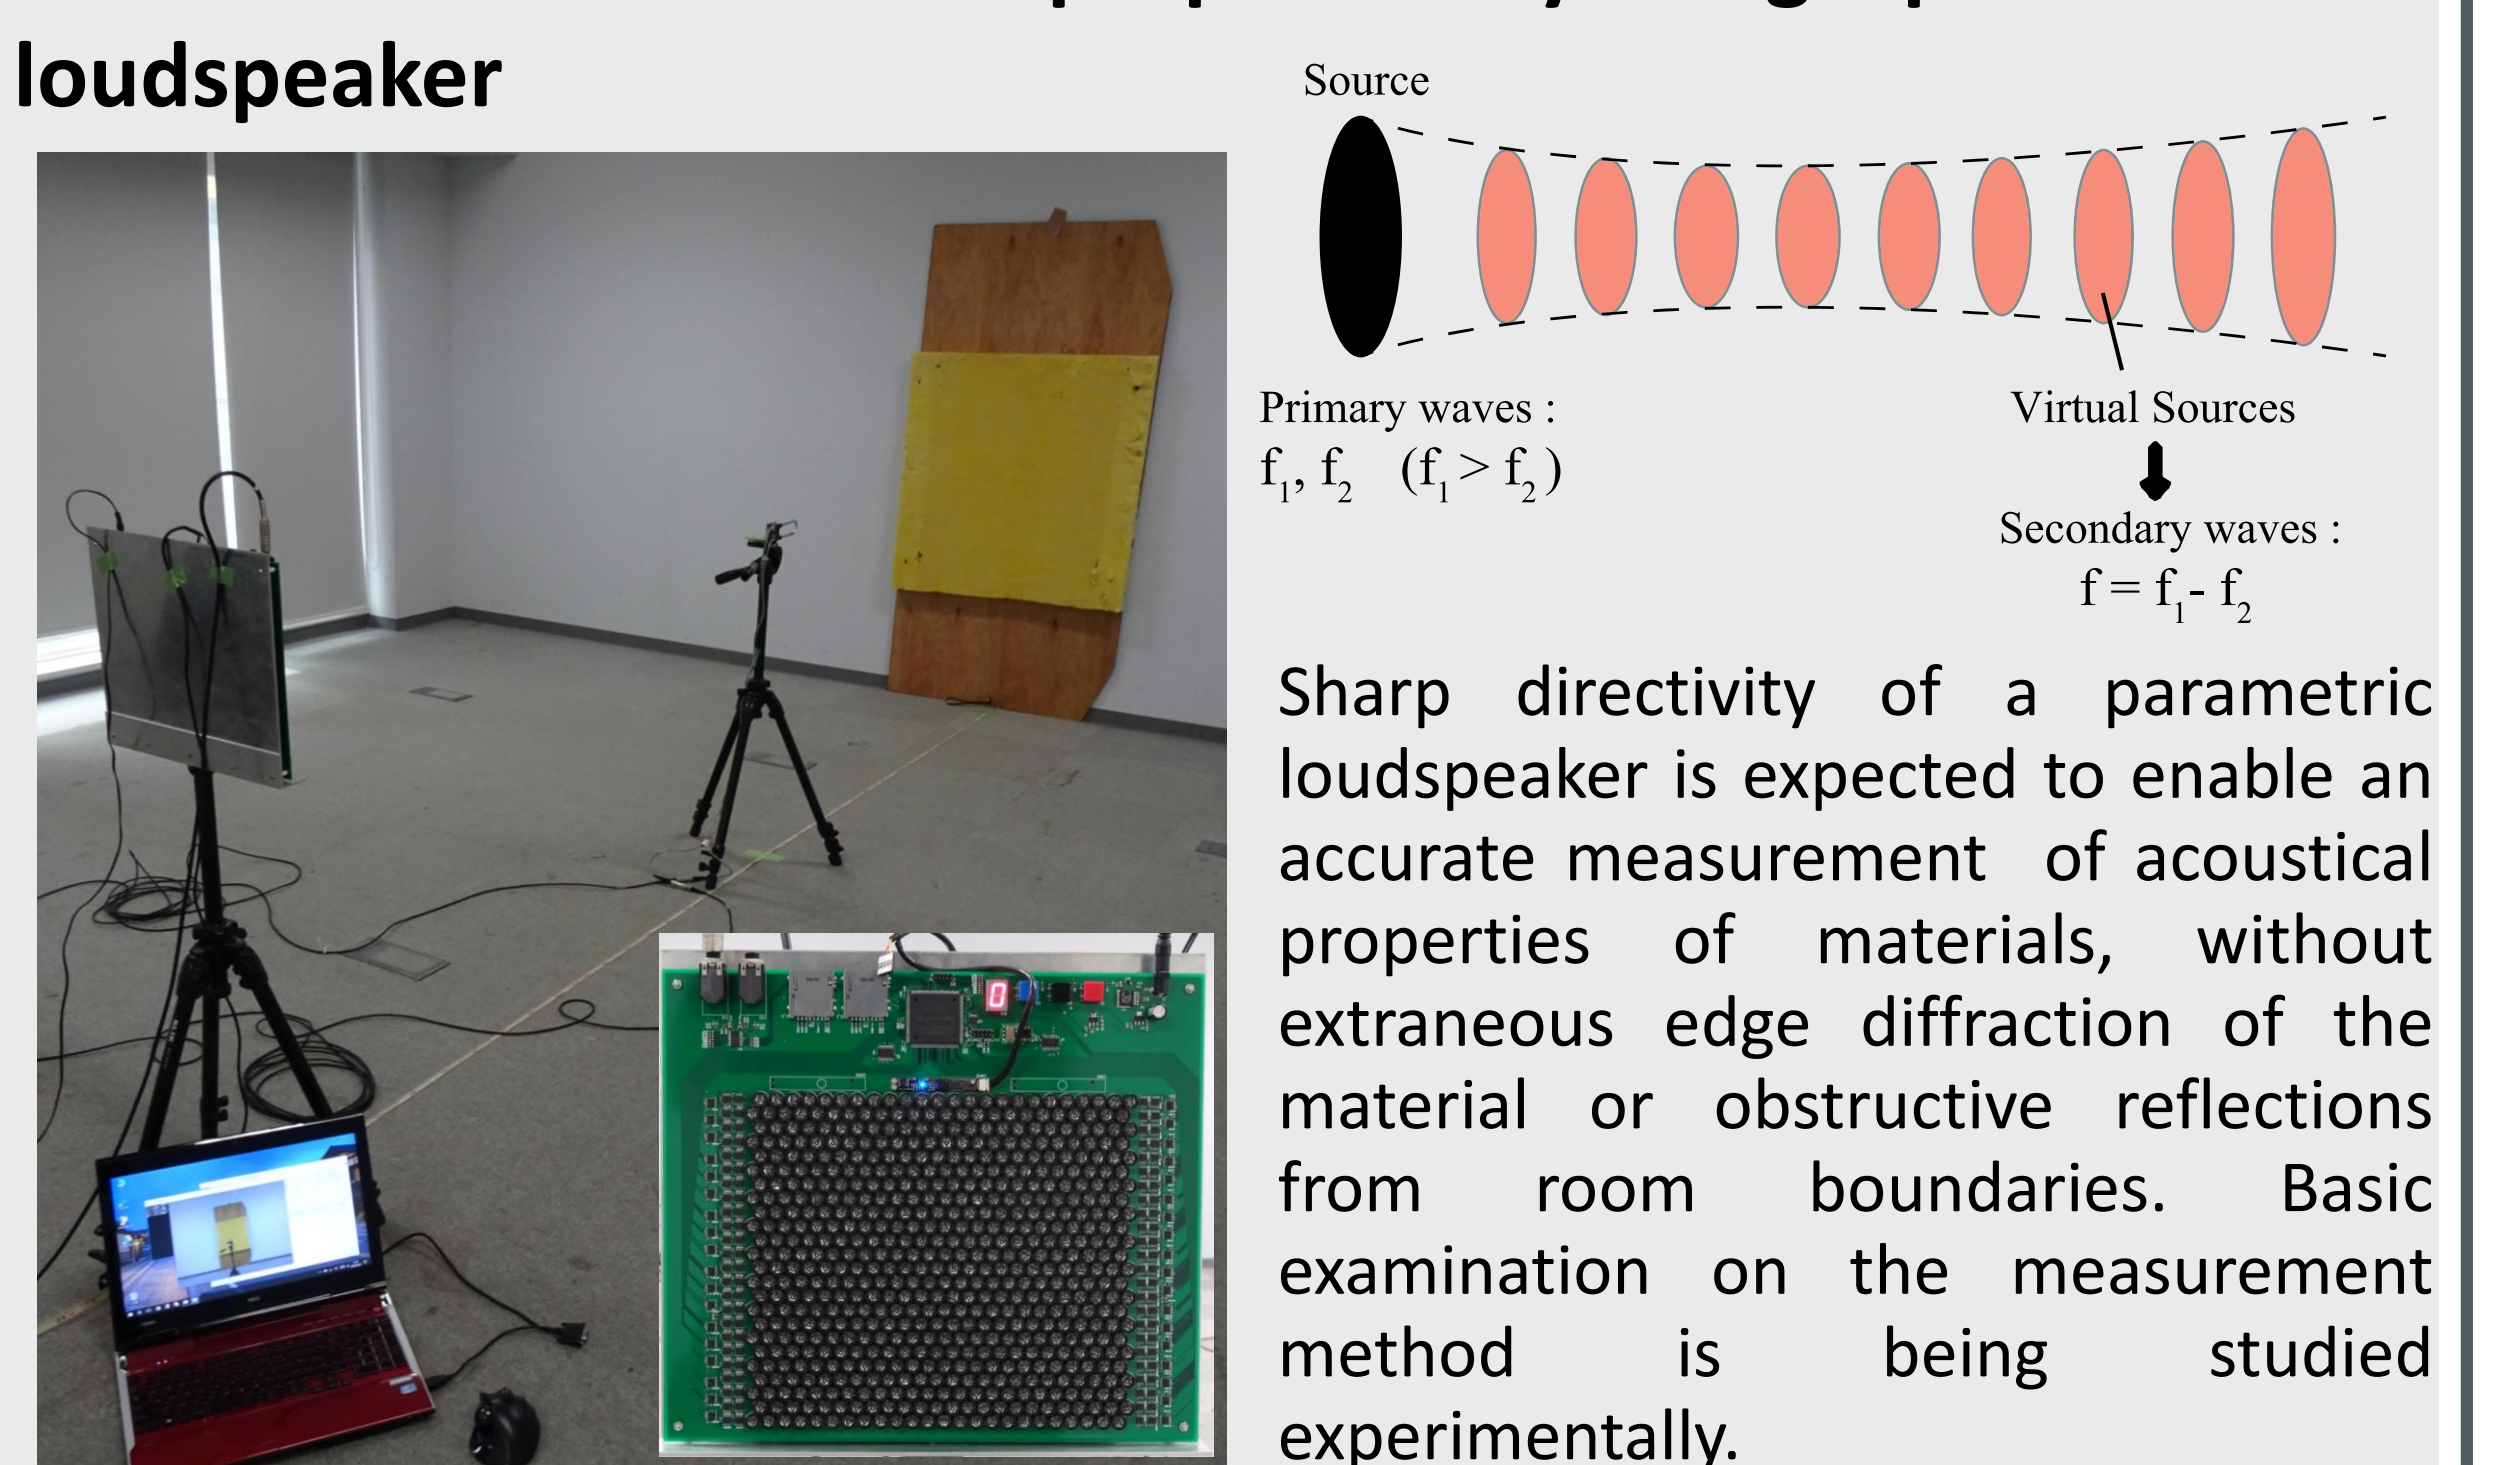 loudspeaker
Source
Primary waves :
f₁, f₂ (f₁ > f₂)
Virtual Sources
Secondary waves :
f = f₁- f₂
Sharp directivity of a parametric
loudspeaker is expected to enable an
accurate measurement of acoustical
properties of materials, without
extraneous edge diffraction of the
material or obstructive reflections
from room boundaries. Basic
examination on the measurement
method is being studied
experimentally.
0